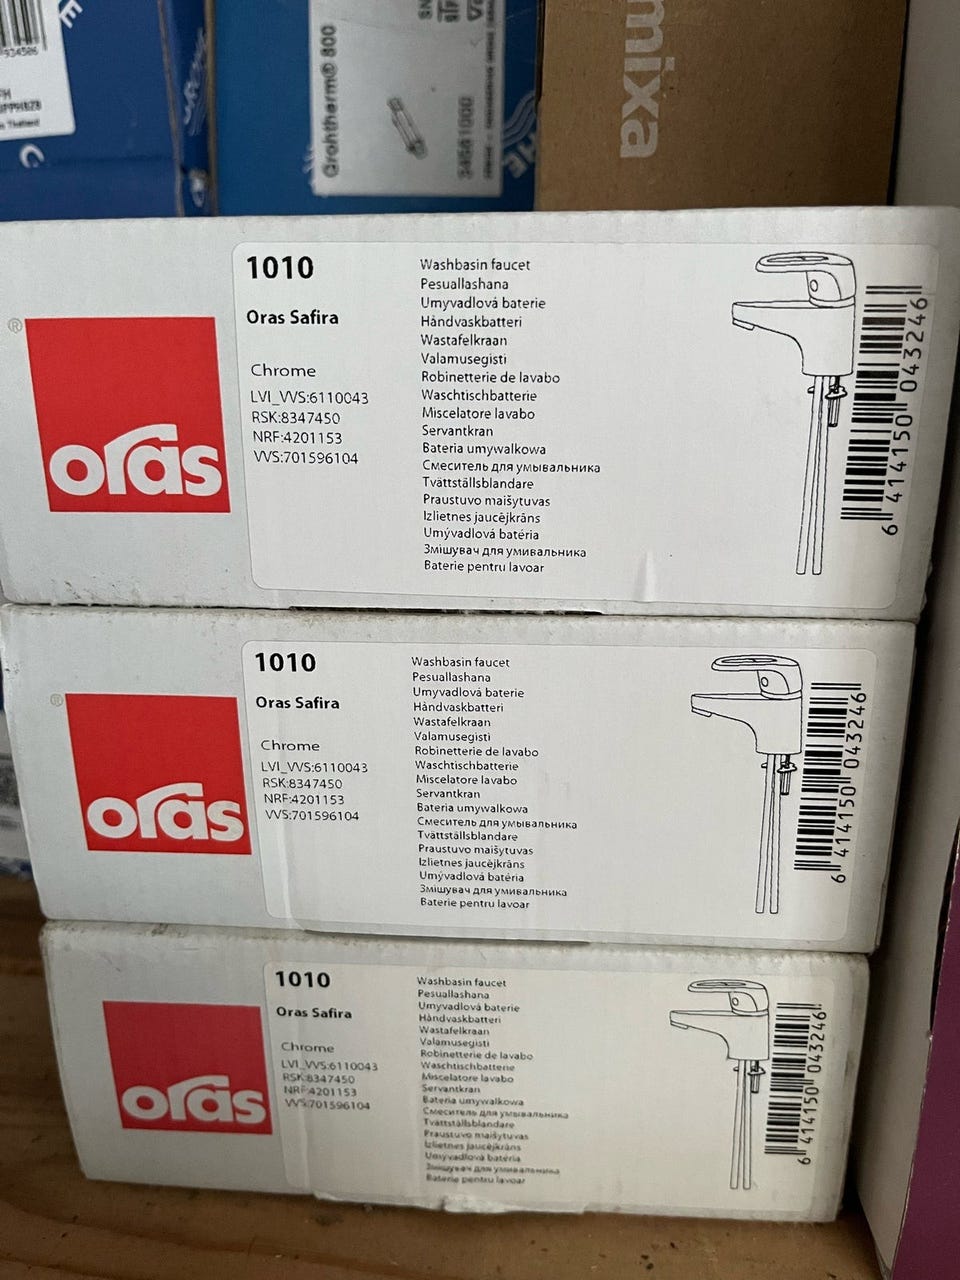 Grohtherm® 800
34561000
mixa
1010
Oras Safira
Chrome
LVI_VVS:6110043
RSK:8347450
NRF:4201153
VVS:701596104
Washbasin faucet
Pesuallashana
Umyvadlová baterie
Håndvaskbatteri
Wastafelkraan
Valamusegisti
Robinetterie de lavabo
Waschtischbatterie
Miscelatore lavabo
Servantkran
Bateria umywalkowa
Смеситель для умывальника
Tvättställsblandare
Praustuvo maišytuvas
Izlietnes jaucējkrāns
Umývadlová batéria
Змішувач для умивальника
Baterie pentru lavoar
6 414150 043246
® oras
1010
Oras Safira
Chrome
LVI_VVS:6110043
RSK:8347450
NRF:4201153
VVS:701596104
Washbasin faucet
Pesuallashana
Umyvadlová baterie
Håndvaskbatteri
Wastafelkraan
Valamusegisti
Robinetterie de lavabo
Waschtischbatterie
Miscelatore lavabo
Servantkran
Bateria umywalkowa
Смеситель для умывальника
Tvättställsblandare
Praustuvo maišytuvas
Izlietnes jaucējkrāns
Umývadlová batéria
Змішувач для умивальника
Baterie pentru lavoar
6 414150 043246
® oras
1010
Oras Safira
Chrome
LVI_VVS:6110043
RSK:8347450
NRF:4201153
VVS:701596104
Washbasin faucet
Pesuallashana
Umyvadlová baterie
Håndvaskbatteri
Wastafelkraan
Valamusegisti
Robinetterie de lavabo
Waschtischbatterie
Miscelatore lavabo
Servantkran
Bateria umywalkowa
Смеситель для умывальника
Tvättställsblandare
Praustuvo maišytuvas
Izlietnes jaucējkrāns
Umývadlová batéria
Змішувач для умивальника
Baterie pentru lavoar
6 414150 043246
oras